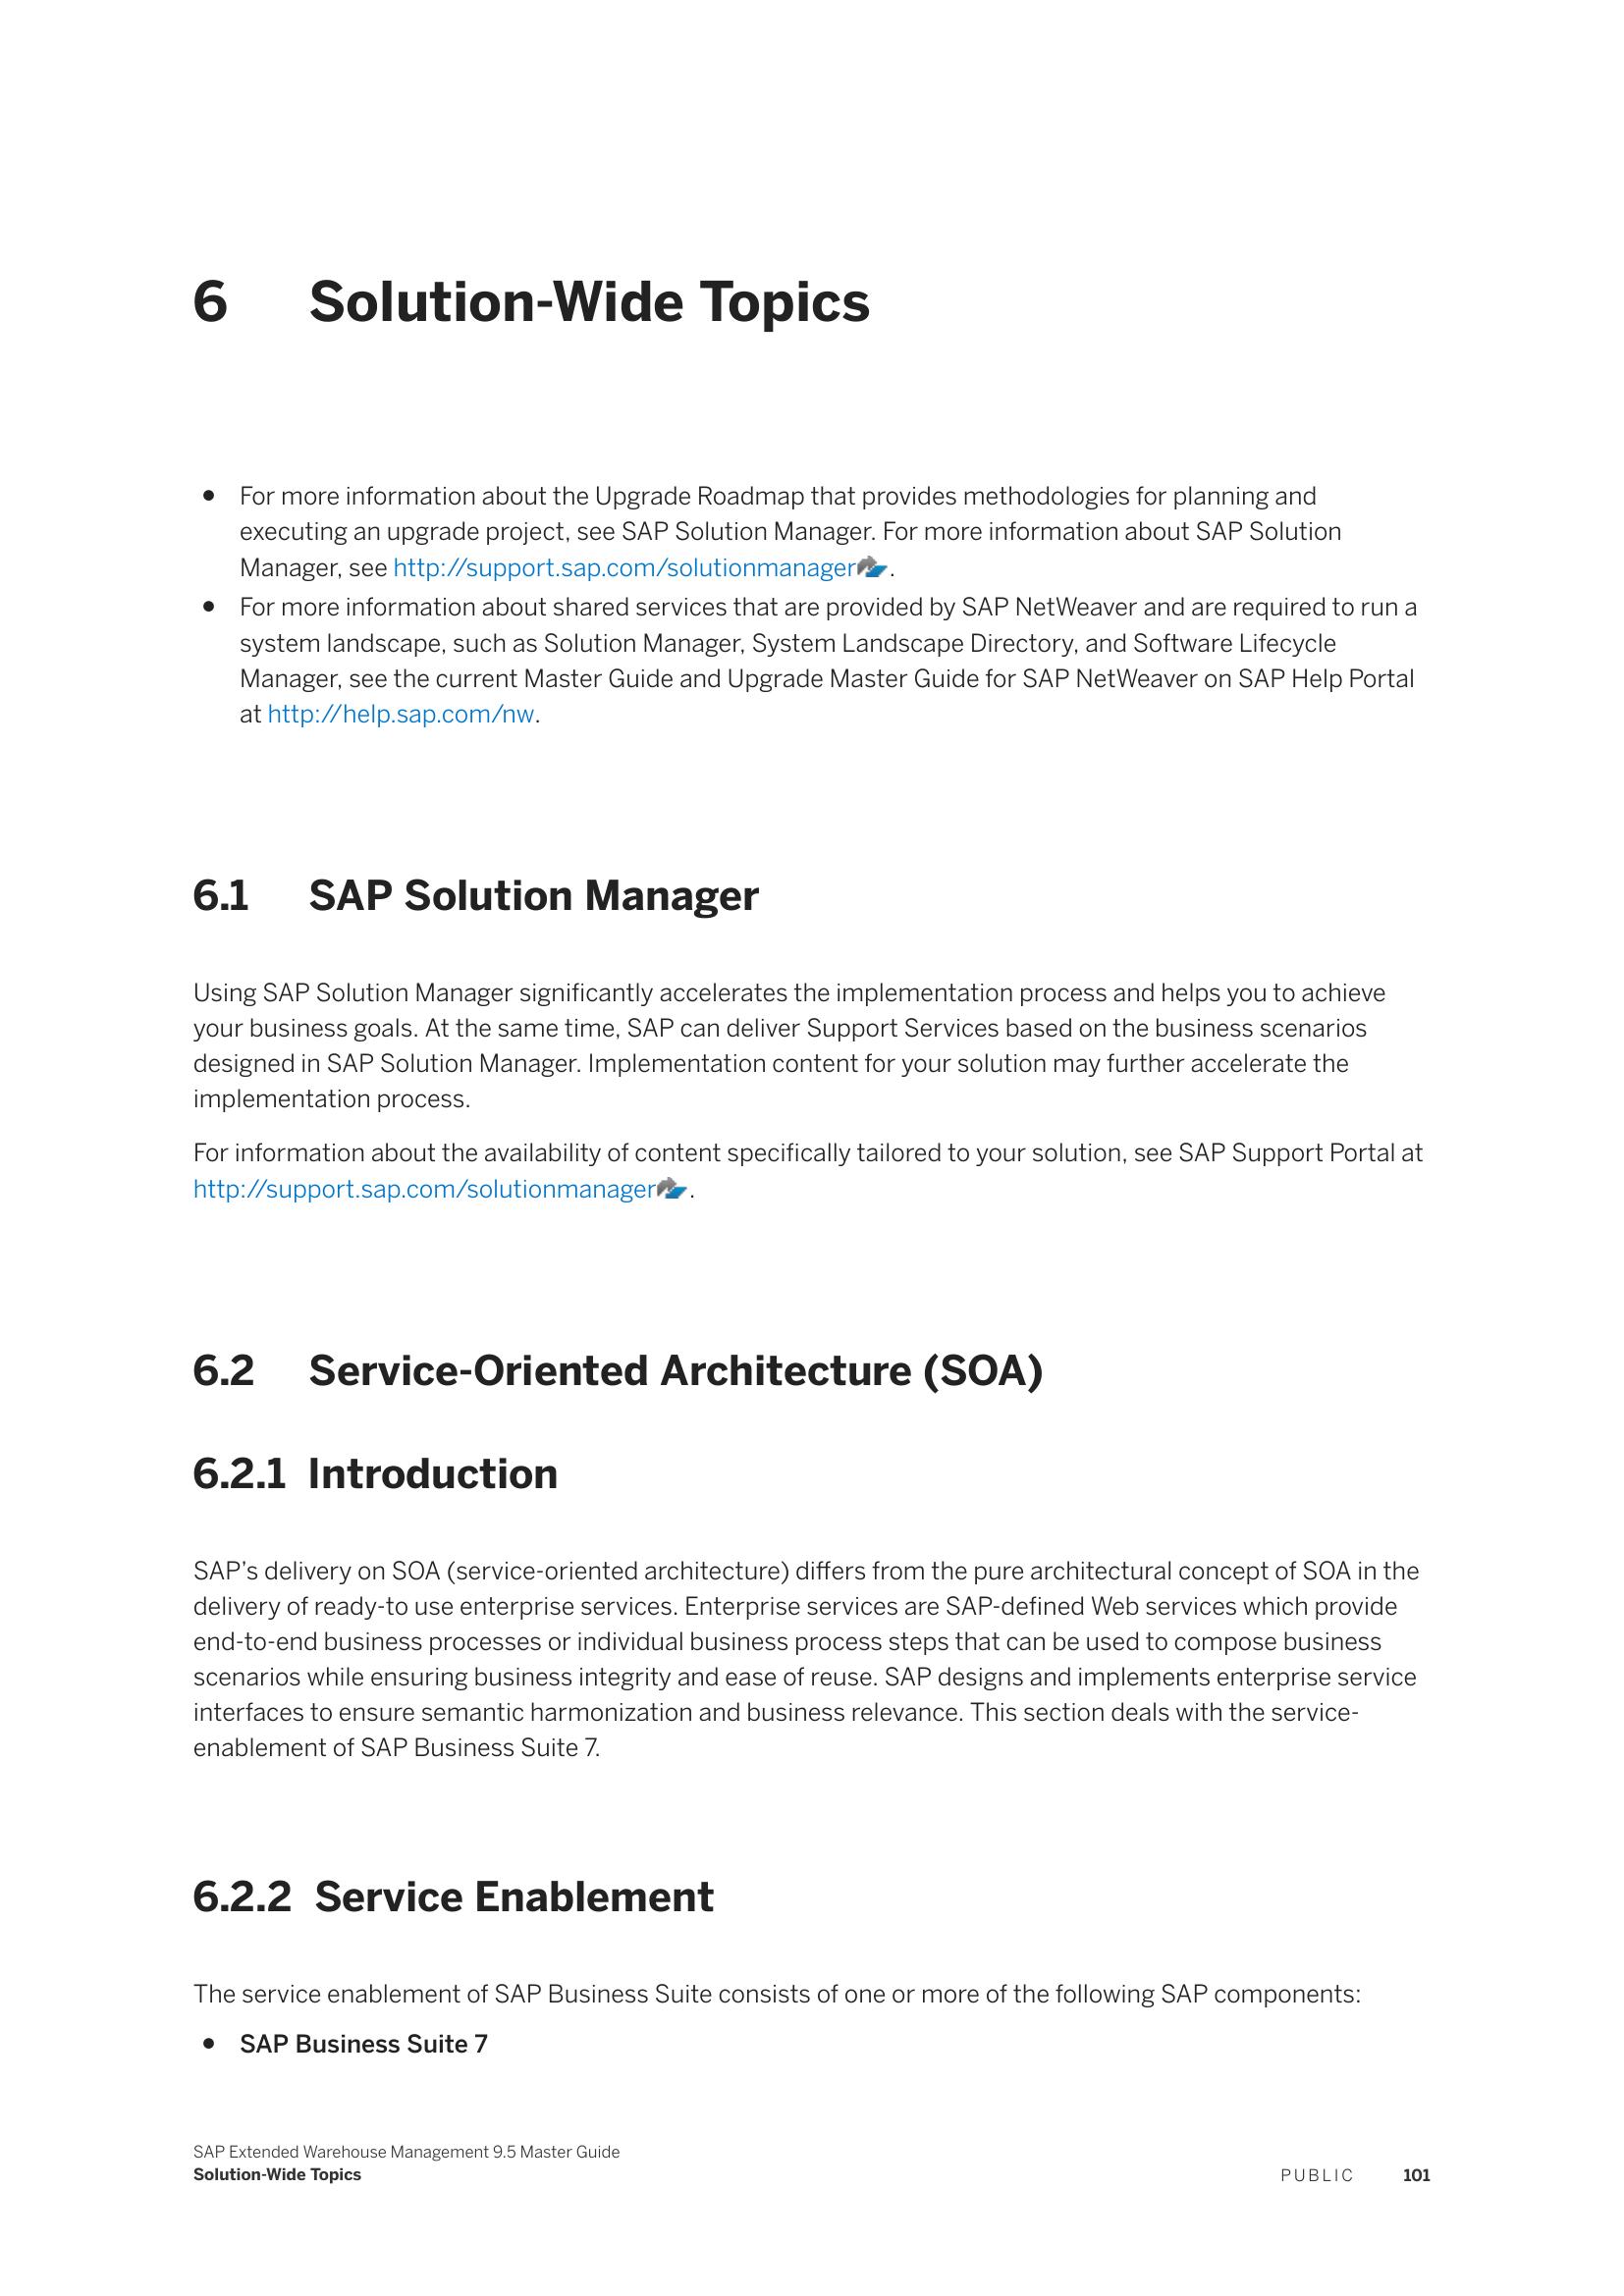 6 Solution-Wide Topics
● For more information about the Upgrade Roadmap that provides methodologies for planning and
executing an upgrade project, see SAP Solution Manager. For more information about SAP Solution
Manager, see http://support.sap.com/solutionmanager.
● For more information about shared services that are provided by SAP NetWeaver and are required to run a
system landscape, such as Solution Manager, System Landscape Directory, and Software Lifecycle
Manager, see the current Master Guide and Upgrade Master Guide for SAP NetWeaver on SAP Help Portal
at http://help.sap.com/nw.
6.1 SAP Solution Manager
Using SAP Solution Manager significantly accelerates the implementation process and helps you to achieve
your business goals. At the same time, SAP can deliver Support Services based on the business scenarios
designed in SAP Solution Manager. Implementation content for your solution may further accelerate the
implementation process.
For information about the availability of content specifically tailored to your solution, see SAP Support Portal at
http://support.sap.com/solutionmanager.
6.2 Service-Oriented Architecture (SOA)
6.2.1 Introduction
SAP’s delivery on SOA (service-oriented architecture) differs from the pure architectural concept of SOA in the
delivery of ready-to use enterprise services. Enterprise services are SAP-defined Web services which provide
end-to-end business processes or individual business process steps that can be used to compose business
scenarios while ensuring business integrity and ease of reuse. SAP designs and implements enterprise service
interfaces to ensure semantic harmonization and business relevance. This section deals with the service-
enablement of SAP Business Suite 7.
6.2.2 Service Enablement
The service enablement of SAP Business Suite consists of one or more of the following SAP components:
● SAP Business Suite 7
SAP Extended Warehouse Management 9.5 Master Guide
Solution-Wide Topics
PUBLIC 101